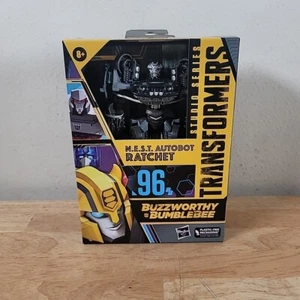 8+
STUDIO SERIES
TRANSFORMERS
N.E.S.T. AUTOBOT
RATCHET
96
BUZZWORTHY
BUMBLEBEE
Hasbro